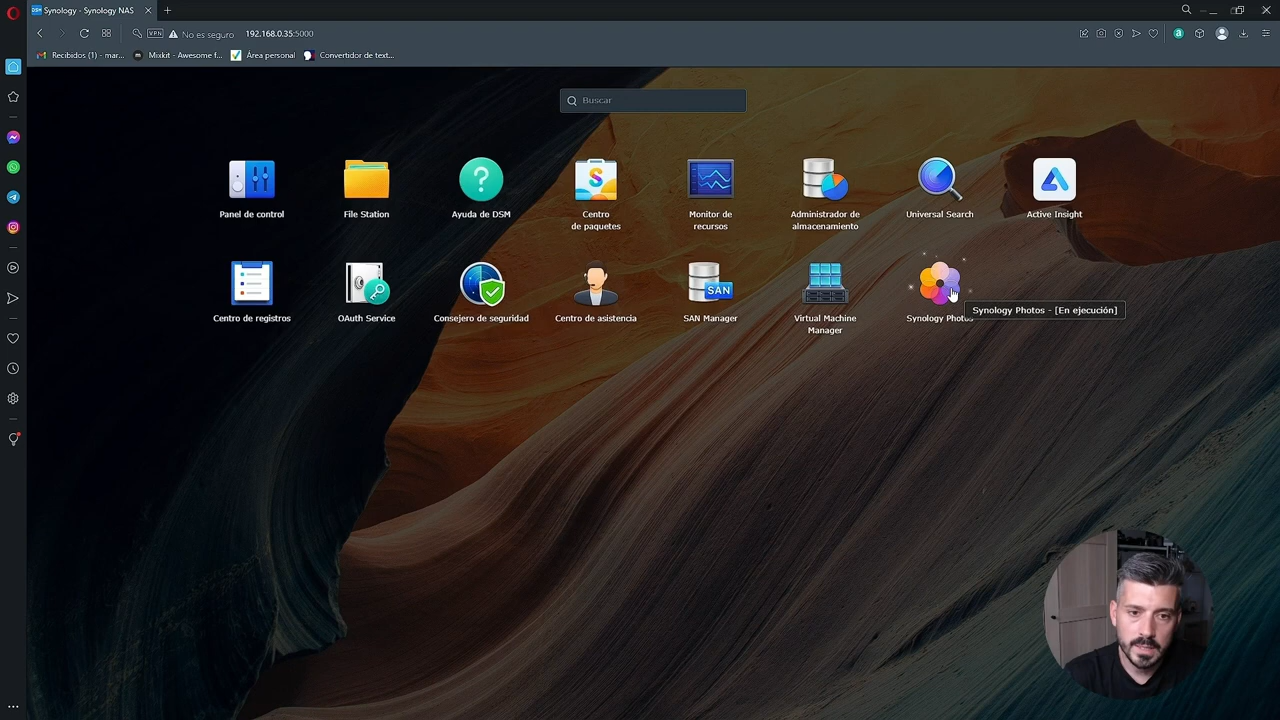 Synology - Synology NAS
VPN
No es seguro
192.168.0.35:5000
Recibidos (1) - mar...
Mixkit - Awesome f...
Área personal
Convertidor de text...
Buscar
Panel de control
File Station
Ayuda de DSM
Centro
de paquetes
Monitor de
recursos
Administrador de
almacenamiento
Universal Search
Active Insight
Centro de registros
OAuth Service
Consejero de seguridad
Centro de asistencia
SAN
SAN Manager
Virtual Machine
Manager
Synology Photos
Synology Photos - [En ejecución]